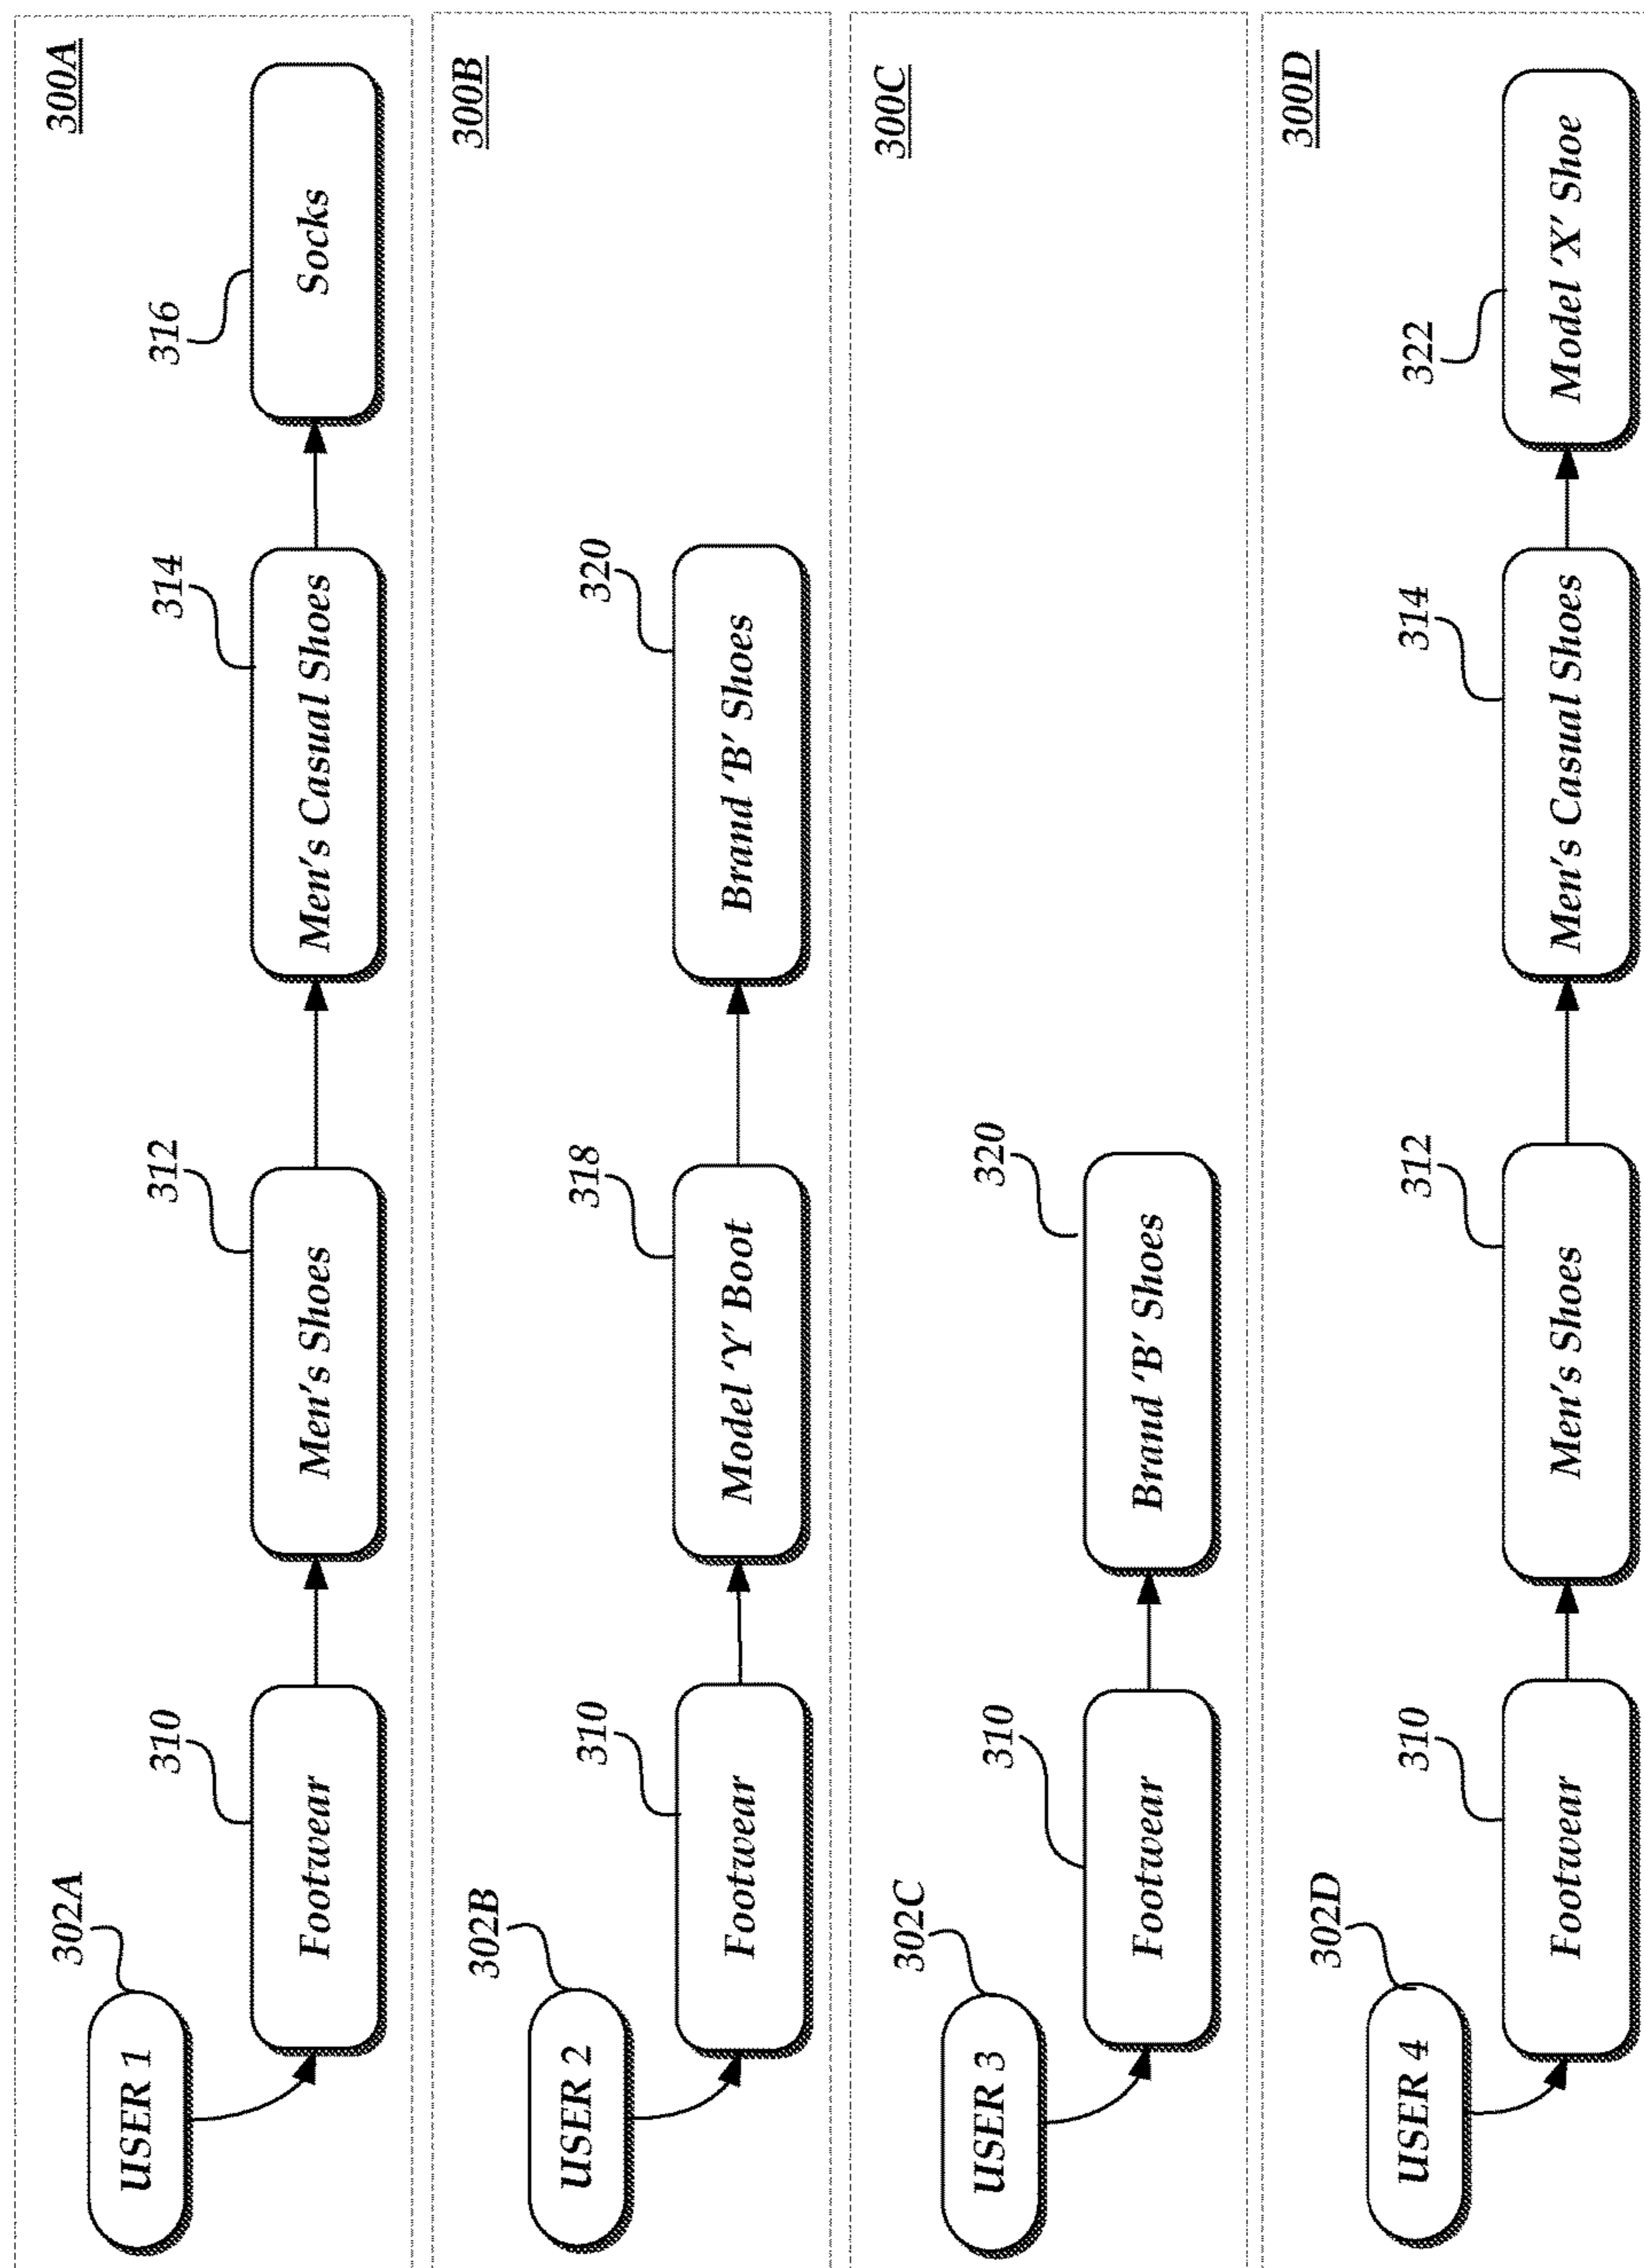 300A
302A
USER 1
310
Footwear
312
Men's Shoes
314
Men's Casual Shoes
316
Socks
300B
302B
USER 2
310
Footwear
318
Model 'Y' Boot
320
Brand 'B' Shoes
300C
302C
USER 3
310
Footwear
320
Brand 'B' Shoes
300D
302D
USER 4
310
Footwear
312
Men's Shoes
314
Men's Casual Shoes
322
Model 'X' Shoe